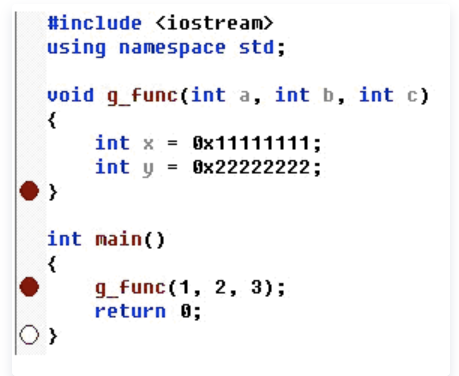 #include <iostream>
using namespace std;
void g_func(int a, int b, int c)
{
int x = 0x11111111;
int y = 0x22222222;
}
int main()
{
g_func(1, 2, 3);
return 0;
}